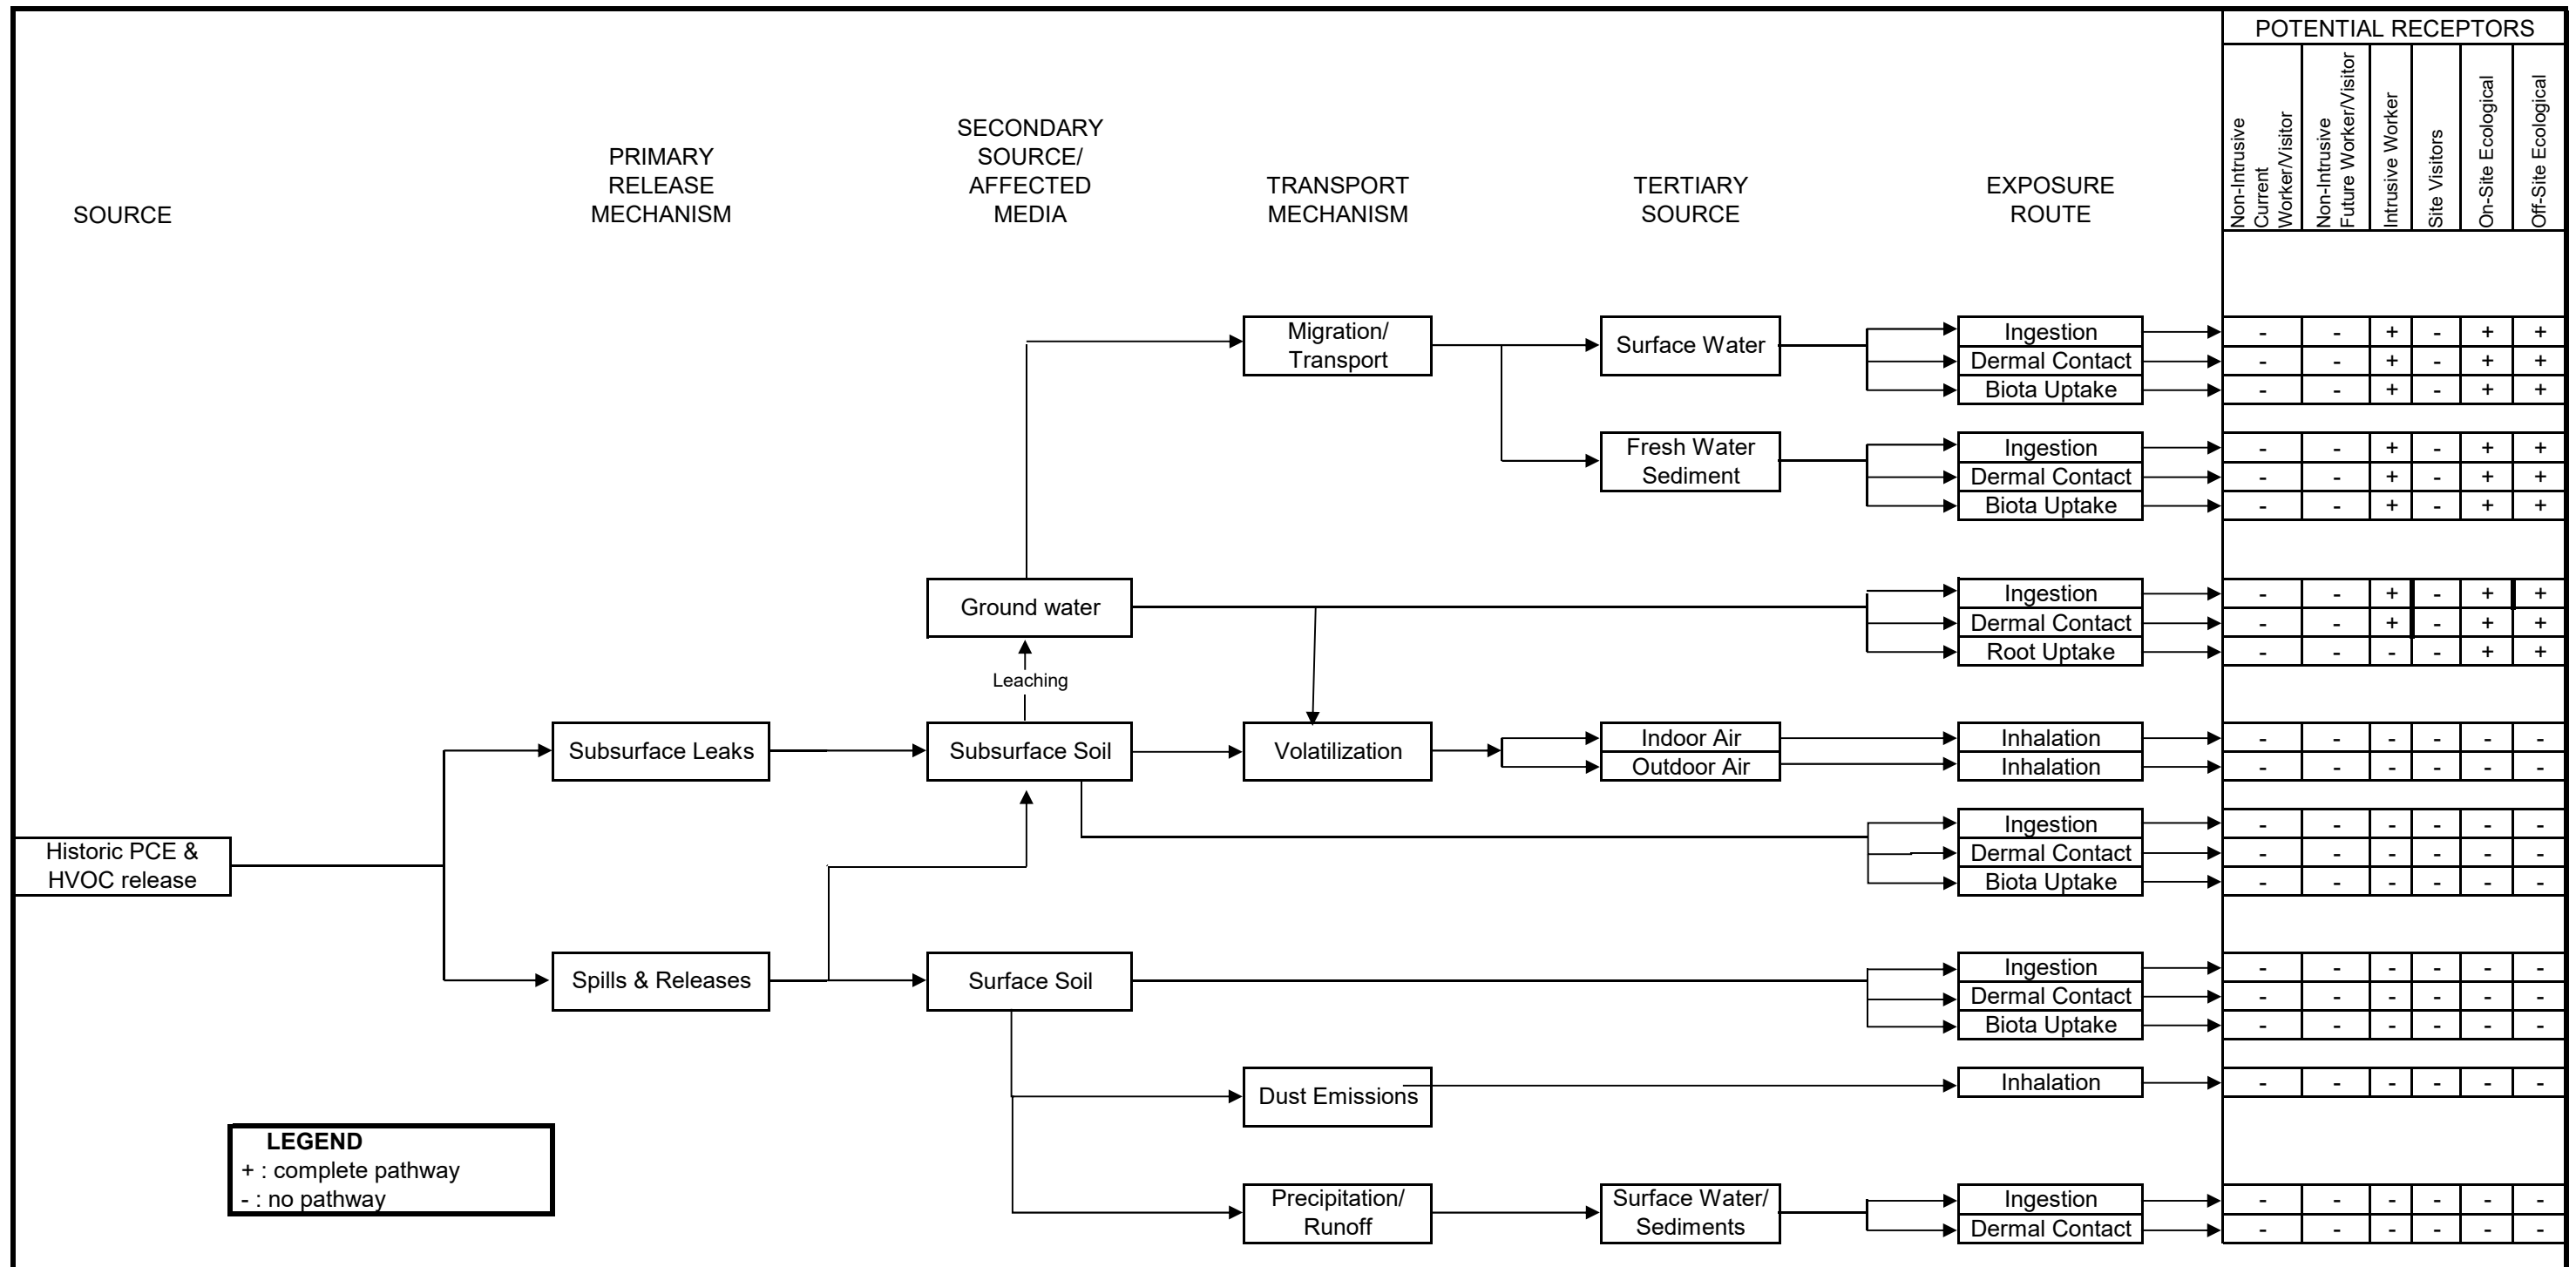 POTENTIAL RECEPTORS
Non-Intrusive
Current
Worker/Visitor
Non-Intrusive
Future Worker/Visitor
Intrusive Worker
Site Visitors
On-Site Ecological
Off-Site Ecological
SOURCE
PRIMARY
RELEASE
MECHANISM
SECONDARY
SOURCE/
AFFECTED
MEDIA
TRANSPORT
MECHANISM
TERTIARY
SOURCE
EXPOSURE
ROUTE
Migration/
Transport
Surface Water
Ingestion - - + - + +
Dermal Contact - - + - + +
Biota Uptake - - + - + +
Fresh Water
Sediment
Ingestion - - + - + +
Dermal Contact - - + - + +
Biota Uptake - - + - + +
Ground water
Ingestion - - + - + +
Dermal Contact - - + - + +
Root Uptake - - - - + +
Leaching
Subsurface Leaks
Subsurface Soil
Volatilization
Indoor Air Inhalation - - - - - -
Outdoor Air Inhalation - - - - - -
Ingestion - - - - - -
Dermal Contact - - - - - -
Biota Uptake - - - - - -
Historic PCE &
HVOC release
Spills & Releases
Surface Soil
Ingestion - - - - - -
Dermal Contact - - - - - -
Biota Uptake - - - - - -
Dust Emissions
Inhalation - - - - - -
LEGEND
+ : complete pathway
- : no pathway
Precipitation/
Runoff
Surface Water/
Sediments
Ingestion - - - - - -
Dermal Contact - - - - - -